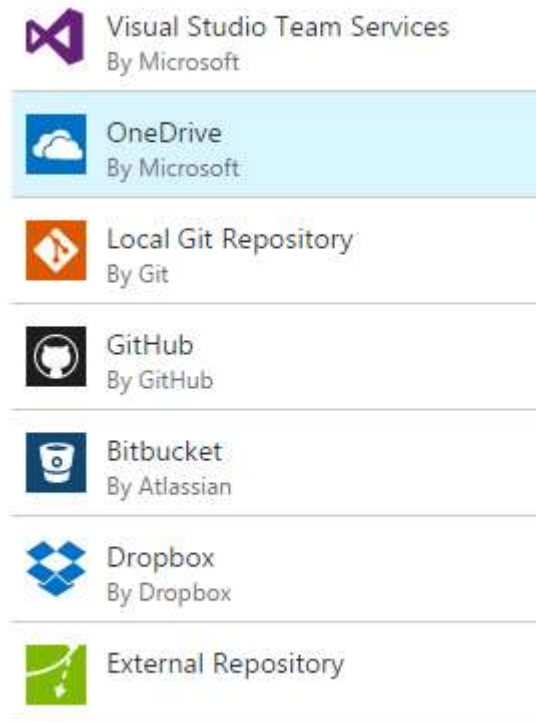 Visual Studio Team Services
By Microsoft
OneDrive
By Microsoft
Local Git Repository
By Git
GitHub
By GitHub
Bitbucket
By Atlassian
Dropbox
By Dropbox
External Repository